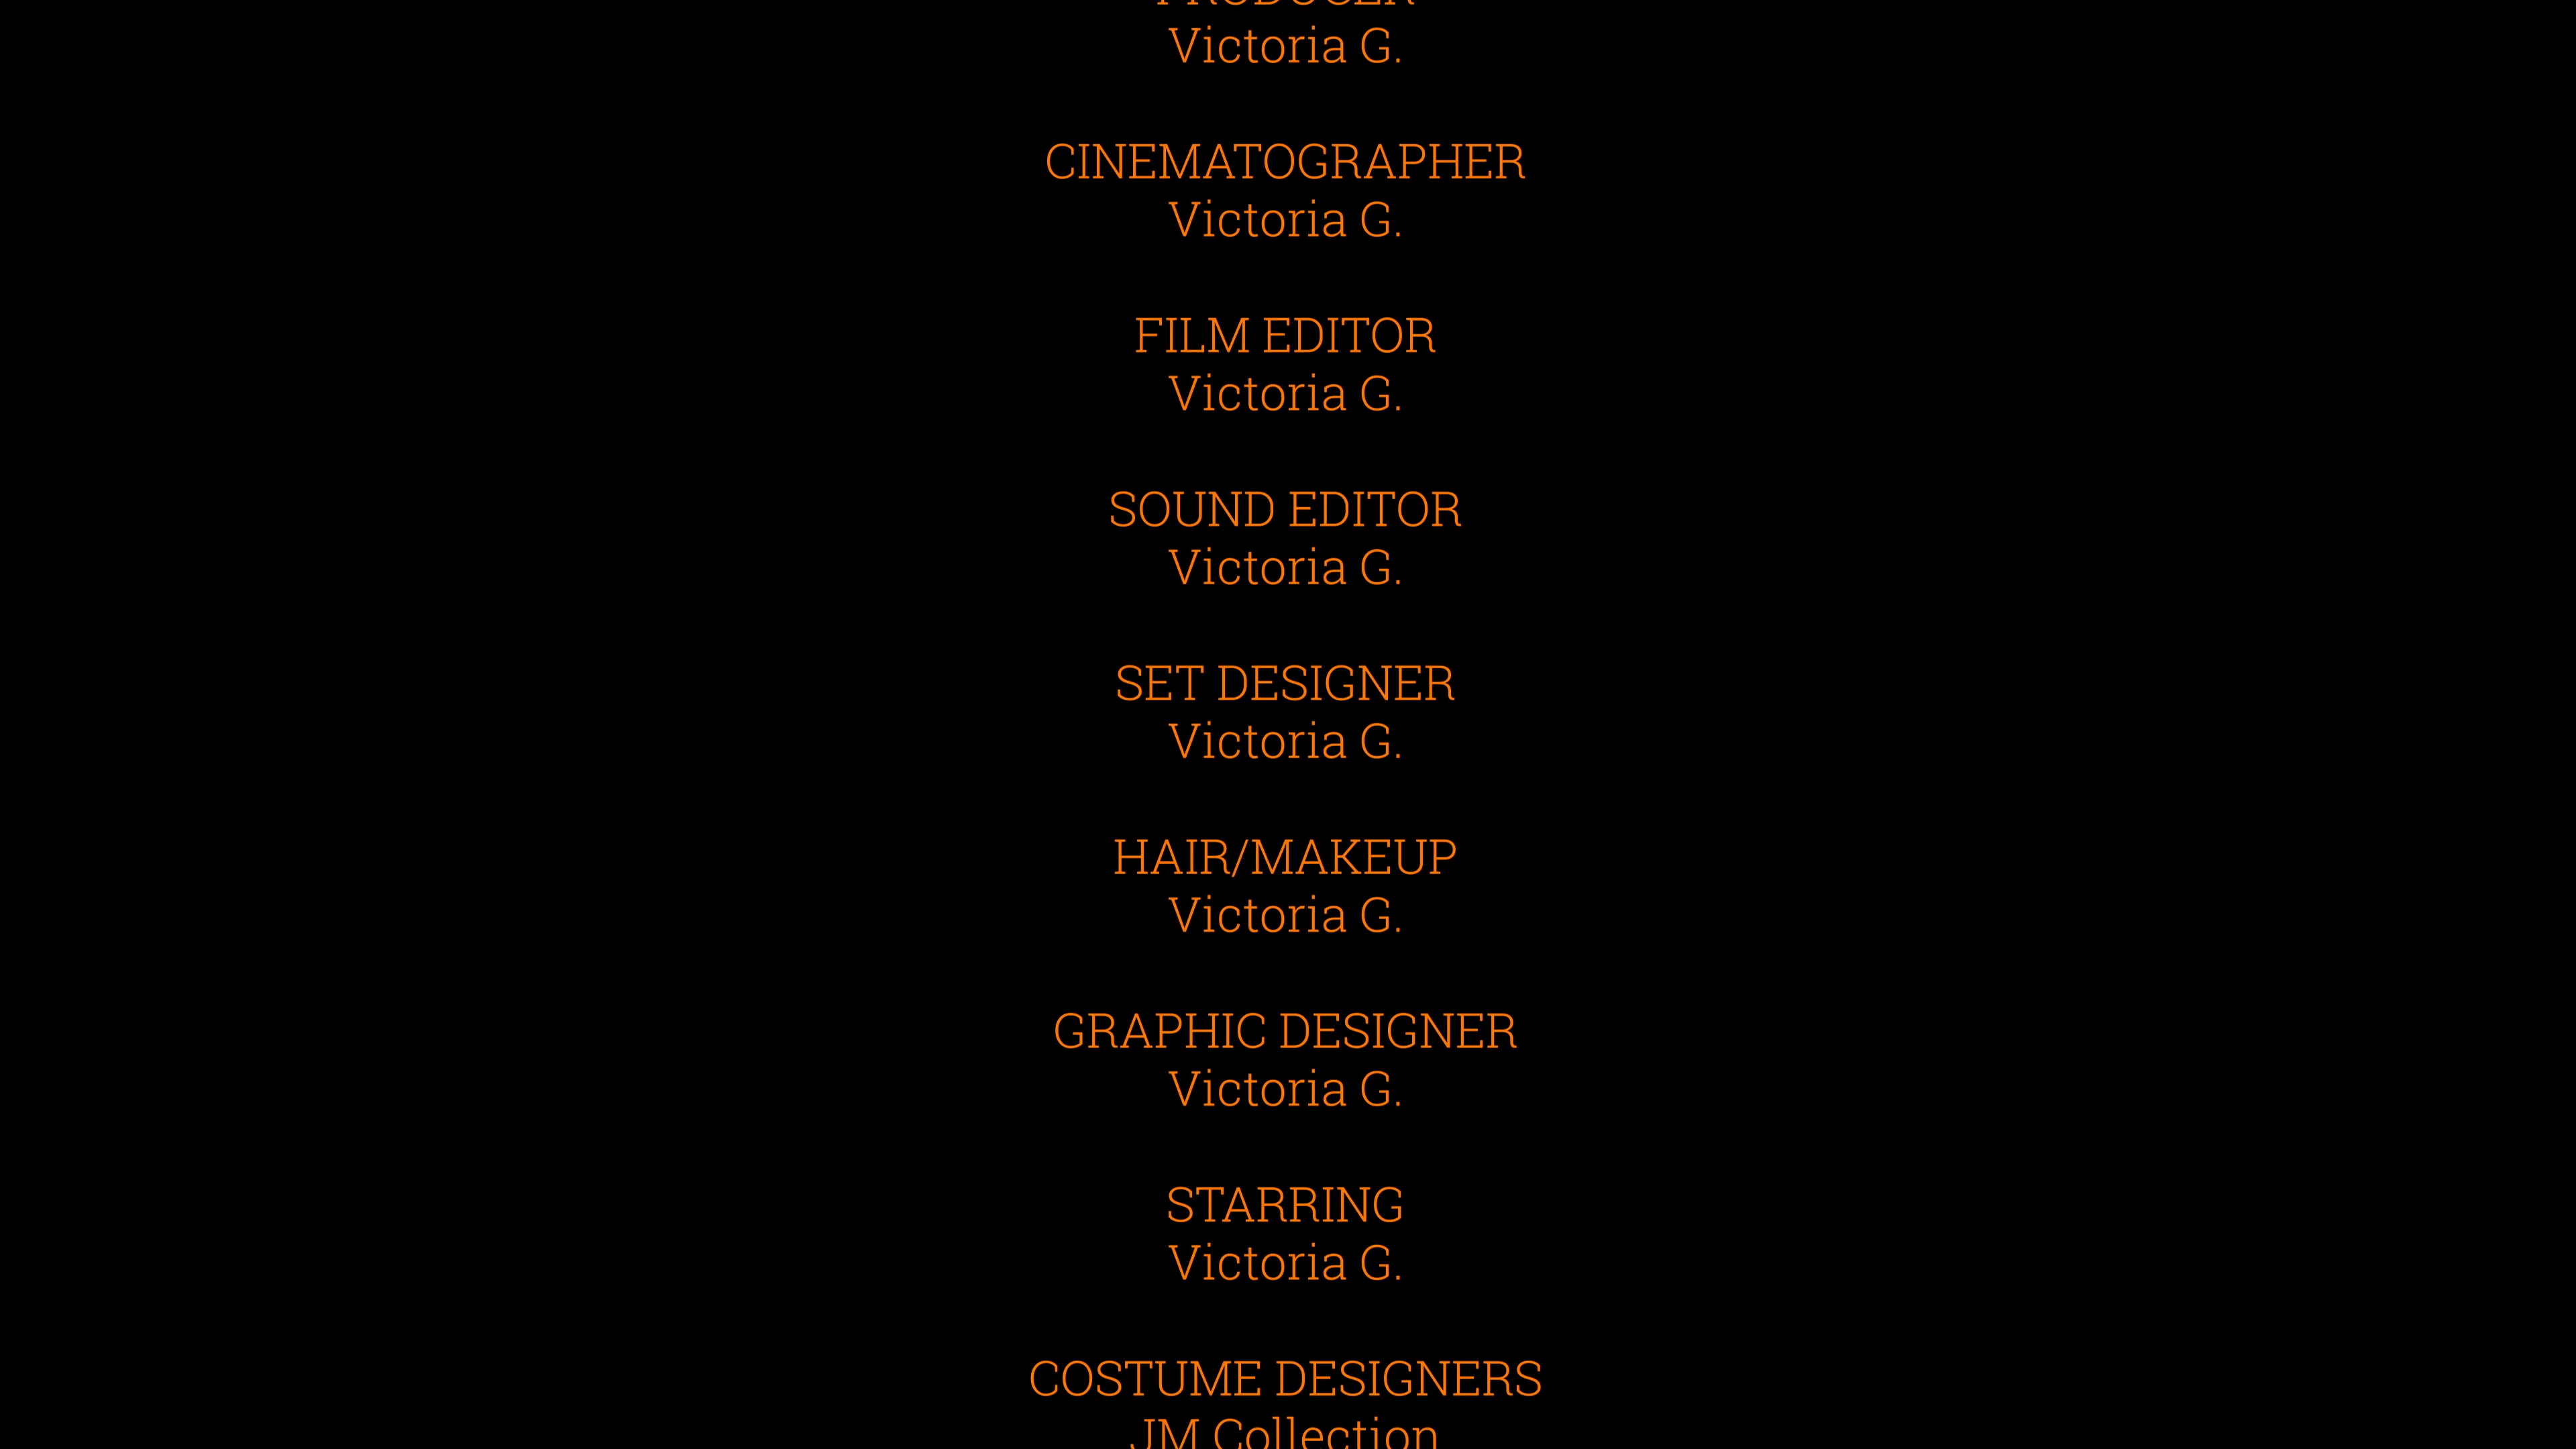 PRODUCER
Victoria G.
CINEMATOGRAPHER
Victoria G.
FILM EDITOR
Victoria G.
SOUND EDITOR
Victoria G.
SET DESIGNER
Victoria G.
HAIR/MAKEUP
Victoria G.
GRAPHIC DESIGNER
Victoria G.
STARRING
Victoria G.
COSTUME DESIGNERS
JM Collection